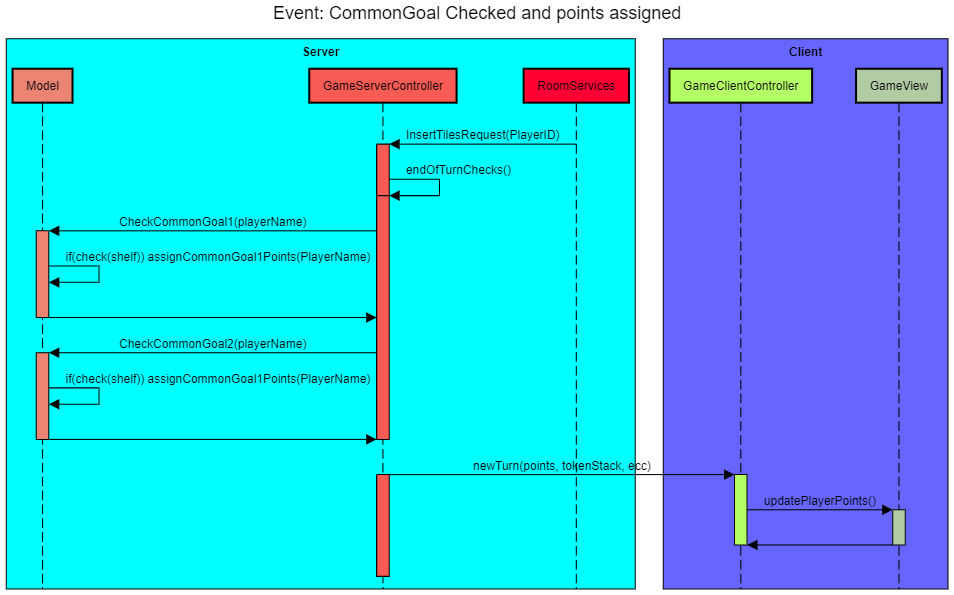 Event: CommonGoal Checked and points assigned
Server
Client
Model
GameServerController
RoomServices
GameClientController
GameView
InsertTilesRequest(PlayerID)
endOfTurnChecks()
CheckCommonGoal1(playerName)
if(check(shelf)) assignCommonGoal1Points(PlayerName)
CheckCommonGoal2(playerName)
if(check(shelf)) assignCommonGoal1Points(PlayerName)
newTurn(points, tokenStack, ecc)
updatePlayerPoints()